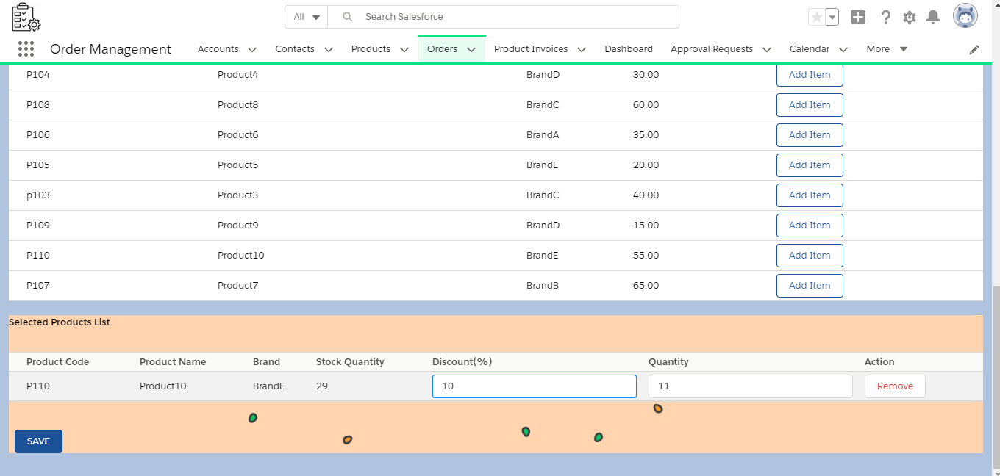 All Search Salesforce
Order Management Accounts Contacts Products Orders Product Invoices Dashboard Approval Requests Calendar More
P104 Product4 BrandD 30.00 Add Item
P108 Product8 BrandC 60.00 Add Item
P106 Product6 BrandA 35.00 Add Item
P105 Product5 BrandE 20.00 Add Item
p103 Product3 BrandC 40.00 Add Item
P109 Product9 BrandD 15.00 Add Item
P110 Product10 BrandE 55.00 Add Item
P107 Product7 BrandB 65.00 Add Item
Selected Products List
Product Code Product Name Brand Stock Quantity Discount(%) Quantity Action
P110 Product10 BrandE 29 10 11 Remove
SAVE